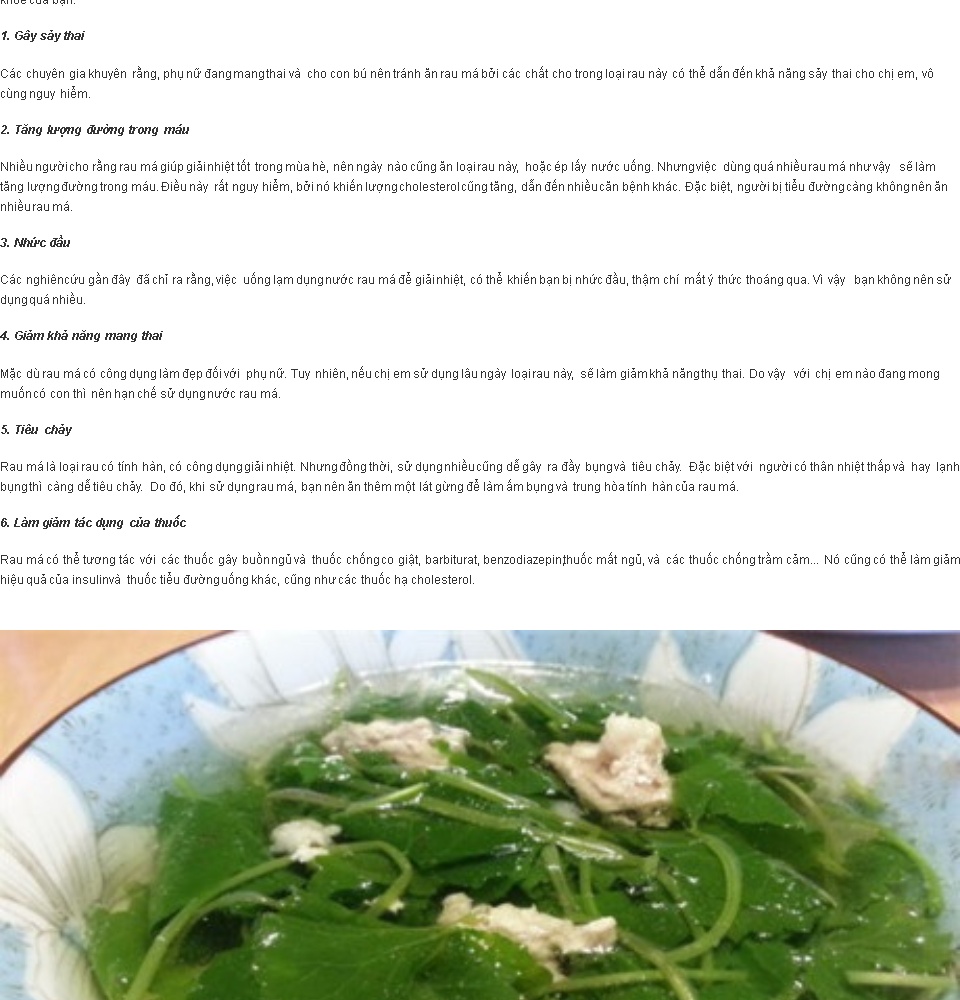 khỏe của bạn.
1. Gây sảy thai
Các chuyên gia khuyên rằng, phụ nữ đang mang thai và cho con bú nên tránh ăn rau má bởi các chất cho trong loại rau này có thể dẫn đến khả năng sảy thai cho chị em, vô
cùng nguy hiểm.
2. Tăng lượng đường trong máu
Nhiều người cho rằng rau má giúp giải nhiệt tốt trong mùa hè, nên ngày nào cũng ăn loại rau này, hoặc ép lấy nước uống. Nhưng việc dùng quá nhiều rau má như vậy sẽ làm
tăng lượng đường trong máu. Điều này rất nguy hiểm, bởi nó khiến lượng cholesterol cũng tăng, dẫn đến nhiều căn bệnh khác. Đặc biệt, người bị tiểu đường càng không nên ăn
nhiều rau má.
3. Nhức đầu
Các nghiên cứu gần đây đã chỉ ra rằng, việc uống lạm dụng nước rau má để giải nhiệt, có thể khiến bạn bị nhức đầu, thậm chí mất ý thức thoáng qua. Vì vậy bạn không nên sử
dụng quá nhiều.
4. Giảm khả năng mang thai
Mặc dù rau má có công dụng làm đẹp đối với phụ nữ. Tuy nhiên, nếu chị em sử dụng lâu ngày loại rau này, sẽ làm giảm khả năng thụ thai. Do vậy với chị em nào đang mong
muốn có con thì nên hạn chế sử dụng nước rau má.
5. Tiêu chảy
Rau má là loại rau có tính hàn, có công dụng giải nhiệt. Nhưng đồng thời, sử dụng nhiều cũng dễ gây ra đầy bụng và tiêu chảy. Đặc biệt với người có thân nhiệt thấp và hay lạnh
bụng thì càng dễ tiêu chảy. Do đó, khi sử dụng rau má, bạn nên ăn thêm một lát gừng để làm ấm bụng và trung hòa tính hàn của rau má.
6. Làm giảm tác dụng của thuốc
Rau má có thể tương tác với các thuốc gây buồn ngủ và thuốc chống co giật, barbiturat, benzodiazepin,thuốc mất ngủ, và các thuốc chống trầm cảm... Nó cũng có thể làm giảm
hiệu quả của insulin và thuốc tiểu đường uống khác, cũng như các thuốc hạ cholesterol.